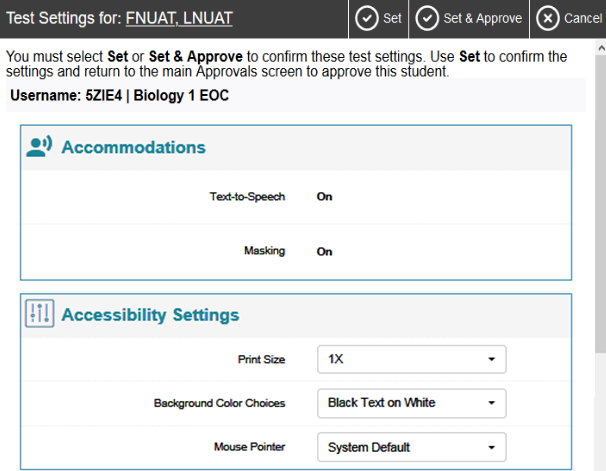 Test Settings for: FNUAT, LNUAT Set Set & Approve Cancel
You must select Set or Set & Approve to confirm these test settings. Use Set to confirm the
settings and return to the main Approvals screen to approve this student.
Username: 5ZIE4 | Biology 1 EOC
Accommodations
Text-to-Speech On
Masking On
Accessibility Settings
Print Size 1X
Background Color Choices Black Text on White
Mouse Pointer System Default